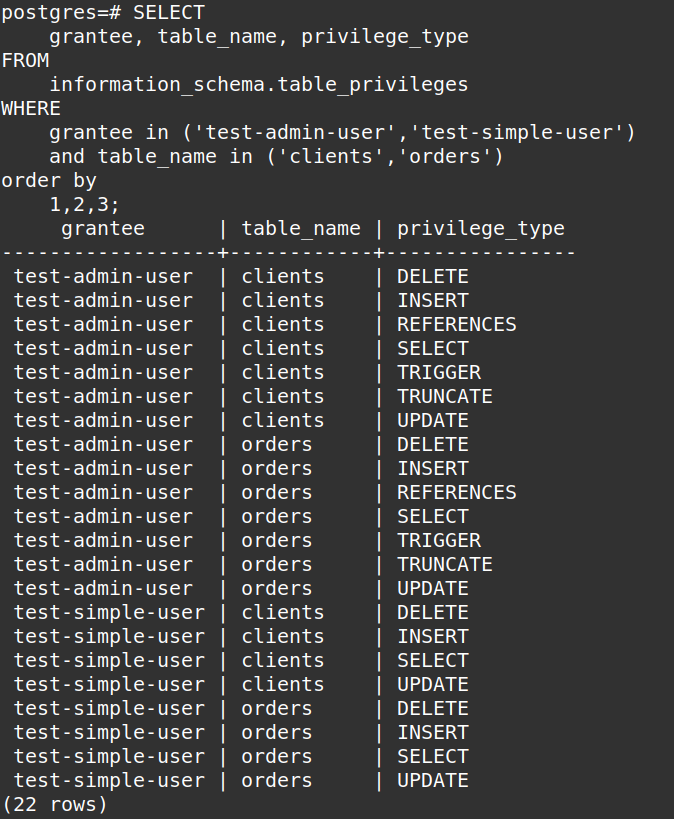 postgres=# SELECT
    grantee, table_name, privilege_type
FROM
    information_schema.table_privileges
WHERE
    grantee in ('test-admin-user','test-simple-user')
    and table_name in ('clients','orders')
order by
    1,2,3;
     grantee      | table_name | privilege_type
------------------+------------+----------------
 test-admin-user  | clients    | DELETE
 test-admin-user  | clients    | INSERT
 test-admin-user  | clients    | REFERENCES
 test-admin-user  | clients    | SELECT
 test-admin-user  | clients    | TRIGGER
 test-admin-user  | clients    | TRUNCATE
 test-admin-user  | clients    | UPDATE
 test-admin-user  | orders     | DELETE
 test-admin-user  | orders     | INSERT
 test-admin-user  | orders     | REFERENCES
 test-admin-user  | orders     | SELECT
 test-admin-user  | orders     | TRIGGER
 test-admin-user  | orders     | TRUNCATE
 test-admin-user  | orders     | UPDATE
 test-simple-user | clients    | DELETE
 test-simple-user | clients    | INSERT
 test-simple-user | clients    | SELECT
 test-simple-user | clients    | UPDATE
 test-simple-user | orders     | DELETE
 test-simple-user | orders     | INSERT
 test-simple-user | orders     | SELECT
 test-simple-user | orders     | UPDATE
(22 rows)